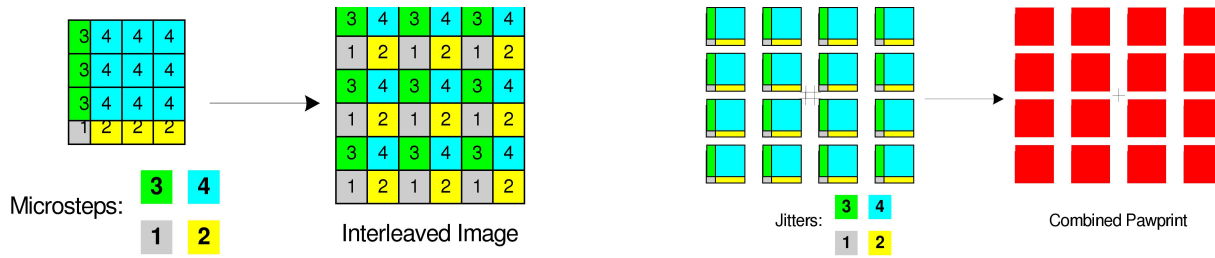 3 4 4 4
3 4 4 4
3 4 4 4
1 2 2 2
3 4 3 4 3 4
1 2 1 2 1 2
3 4 3 4 3 4
1 2 1 2 1 2
3 4 3 4 3 4
1 2 1 2 1 2
Microsteps:
3 4
1 2
Interleaved Image
Jitters:
3 4
1 2
Combined Pawprint